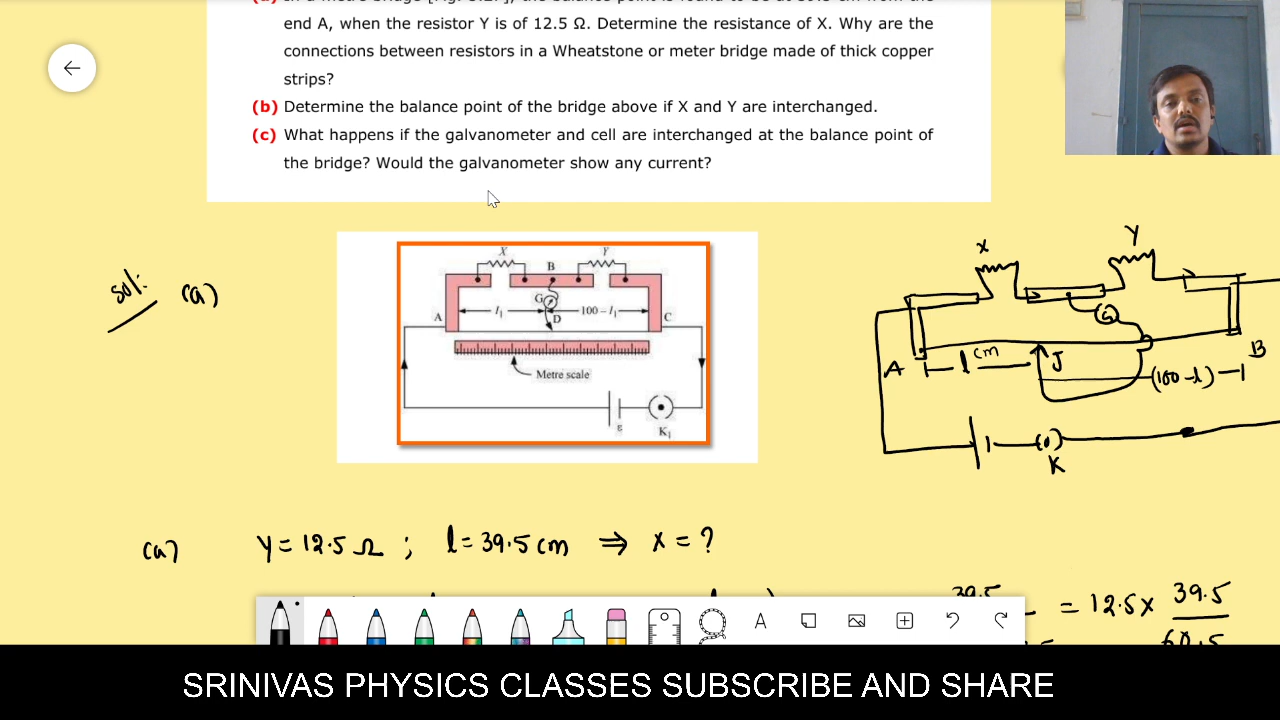 end A, when the resistor Y is of 12.5 Ω. Determine the resistance of X. Why are the
connections between resistors in a Wheatstone or meter bridge made of thick copper
strips?
(b) Determine the balance point of the bridge above if X and Y are interchanged.
(c) What happens if the galvanometer and cell are interchanged at the balance point of
the bridge? Would the galvanometer show any current?
Sol: (a)
X Y
B
G
l₁ 100 – l₁
A D C
Metre scale
ε K₁
X Y
G
A l cm J (100-l) B
K
(a) Y = 12.5 Ω ; l = 39.5 cm ⇒ X = ?
39.5 = 12.5 × 39.5
60.5
A
SRINIVAS PHYSICS CLASSES SUBSCRIBE AND SHARE